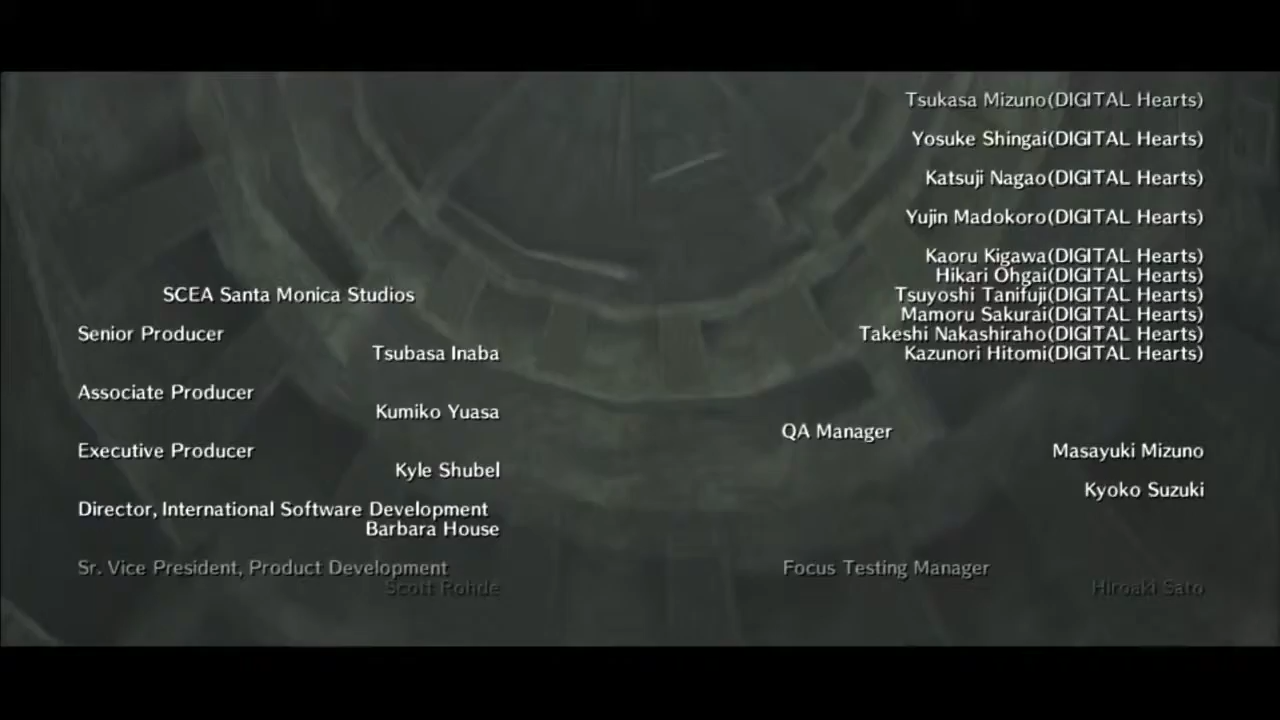 SCEA Santa Monica Studios
Senior Producer
Tsubasa Inaba
Associate Producer
Kumiko Yuasa
Executive Producer
Kyle Shubel
Director, International Software Development
Barbara House
Sr. Vice President, Product Development
Scott Rohde
Tsukasa Mizuno(DIGITAL Hearts)
Yosuke Shingai(DIGITAL Hearts)
Katsuji Nagao(DIGITAL Hearts)
Yujin Madokoro(DIGITAL Hearts)
Kaoru Kigawa(DIGITAL Hearts)
Hikari Ohgai(DIGITAL Hearts)
Tsuyoshi Tanifuji(DIGITAL Hearts)
Mamoru Sakurai(DIGITAL Hearts)
Takeshi Nakashiraho(DIGITAL Hearts)
Kazunori Hitomi(DIGITAL Hearts)
QA Manager
Masayuki Mizuno
Kyoko Suzuki
Focus Testing Manager
Hiroaki Sato